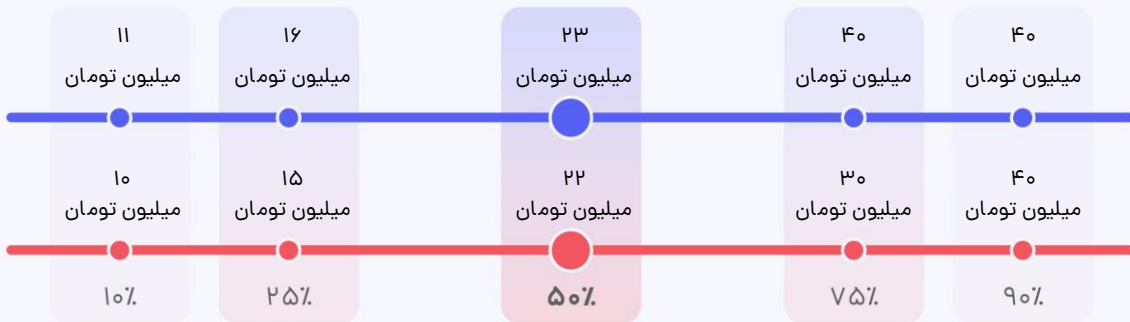 ۱۱ ۱۶ ۲۳ ۴۰ ۴۰
میلیون تومان میلیون تومان میلیون تومان میلیون تومان میلیون تومان
۱۰ ۱۵ ۲۲ ۳۰ ۴۰
میلیون تومان میلیون تومان میلیون تومان میلیون تومان میلیون تومان
۱۰٪ ۲۵٪ ۵۰٪ ۷۵٪ ۹۰٪